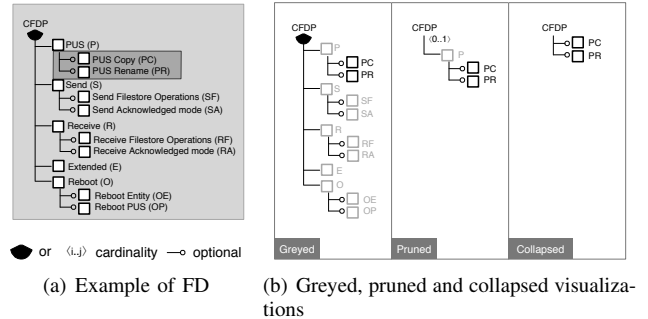 CFDP
PUS (P)
PUS Copy (PC)
PUS Rename (PR)
Send (S)
Send Filestore Operations (SF)
Send Acknowledged mode (SA)
Receive (R)
Receive Filestore Operations (RF)
Receive Acknowledged mode (RA)
Extended (E)
Reboot (O)
Reboot Entity (OE)
Reboot PUS (OP)
or ⟨i..j⟩ cardinality optional
(a) Example of FD
CFDP
P
PC
PR
S
SF
SA
R
RF
RA
E
O
OE
OP
Greyed
CFDP
⟨0..1⟩
P
PC
PR
Pruned
CFDP
PC
PR
Collapsed
(b) Greyed, pruned and collapsed visualiza-
tions